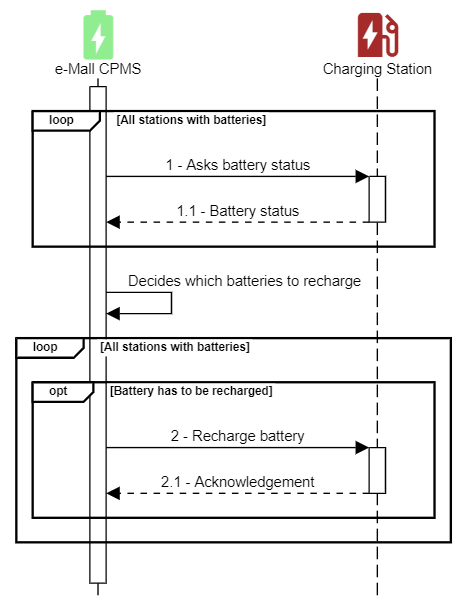 e-Mall CPMS
Charging Station
loop [All stations with batteries]
1 - Asks battery status
1.1 - Battery status
Decides which batteries to recharge
loop [All stations with batteries]
opt [Battery has to be recharged]
2 - Recharge battery
2.1 - Acknowledgement